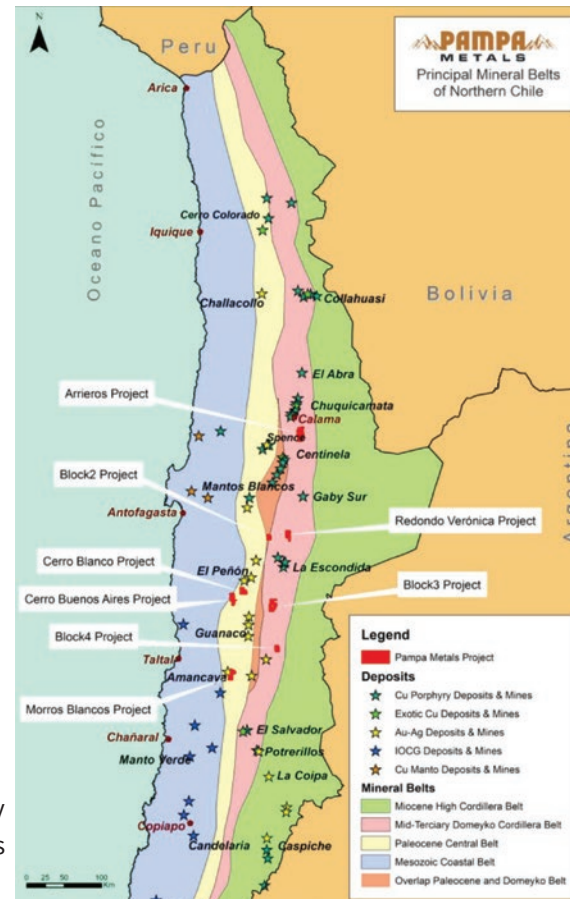 PAMPA
METALS
Principal Mineral Belts
of Northern Chile
Peru
Arica
Oceano Pacífico
Cerro Colorado
Iquique
Bolivia
Challacollo
Collahuasi
El Abra
Arrieros Project
Chuquicamata
Calama
Spence
Centinela
Block2 Project
Mantos Blancos
Gaby Sur
Antofagasta
Redondo Verónica Project
Cerro Blanco Project
El Peñón
La Escondida
Cerro Buenos Aires Project
Block3 Project
Guanaco
Block4 Project
Taltal
Amancaya
Morros Blancos Project
El Salvador
Chañaral
Potrerillos
Manto Verde
La Coipa
Copiapo
Candelaria
Caspiche
0 25 50 100
Km
Legend
Pampa Metals Project
Deposits
Cu Porphyry Deposits & Mines
Exotic Cu Deposits & Mines
Au-Ag Deposits & Mines
IOCG Deposits & Mines
Cu Manto Deposits & Mines
Mineral Belts
Miocene High Cordillera Belt
Mid-Terciary Domeyko Cordillera Belt
Paleocene Central Belt
Mesozoic Coastal Belt
Overlap Paleocene and Domeyko Belt